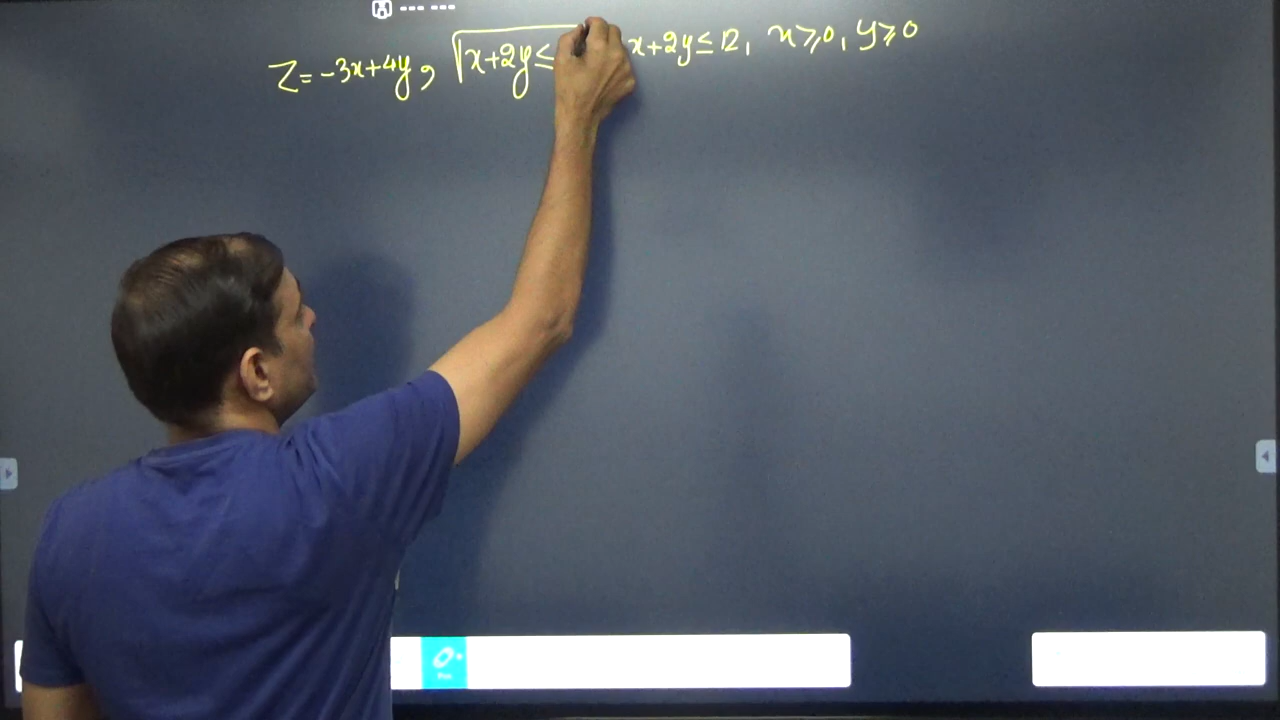 Z = -3x+4y, x+2y ≤ x+2y ≤ 12, x ≥ 0, y ≥ 0